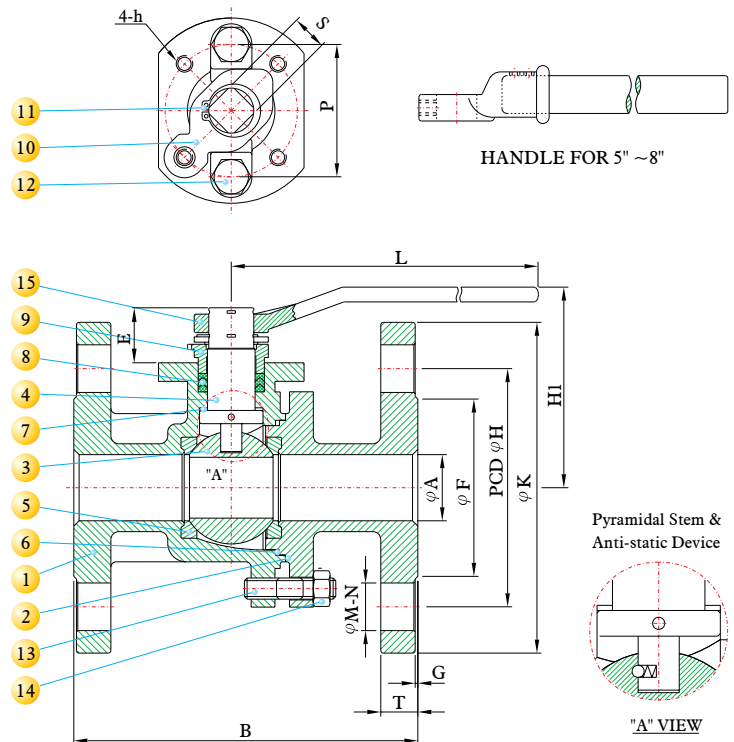 4-h
S
P
11
10
12
HANDLE FOR 5" ~8"
L
15
9
8
4
7
3
5
6
1
2
13
14
E
"A"
φA
φF
PCD φH
φK
H1
φM-N
G
T
B
Pyramidal Stem &
Anti-static Device
"A" VIEW